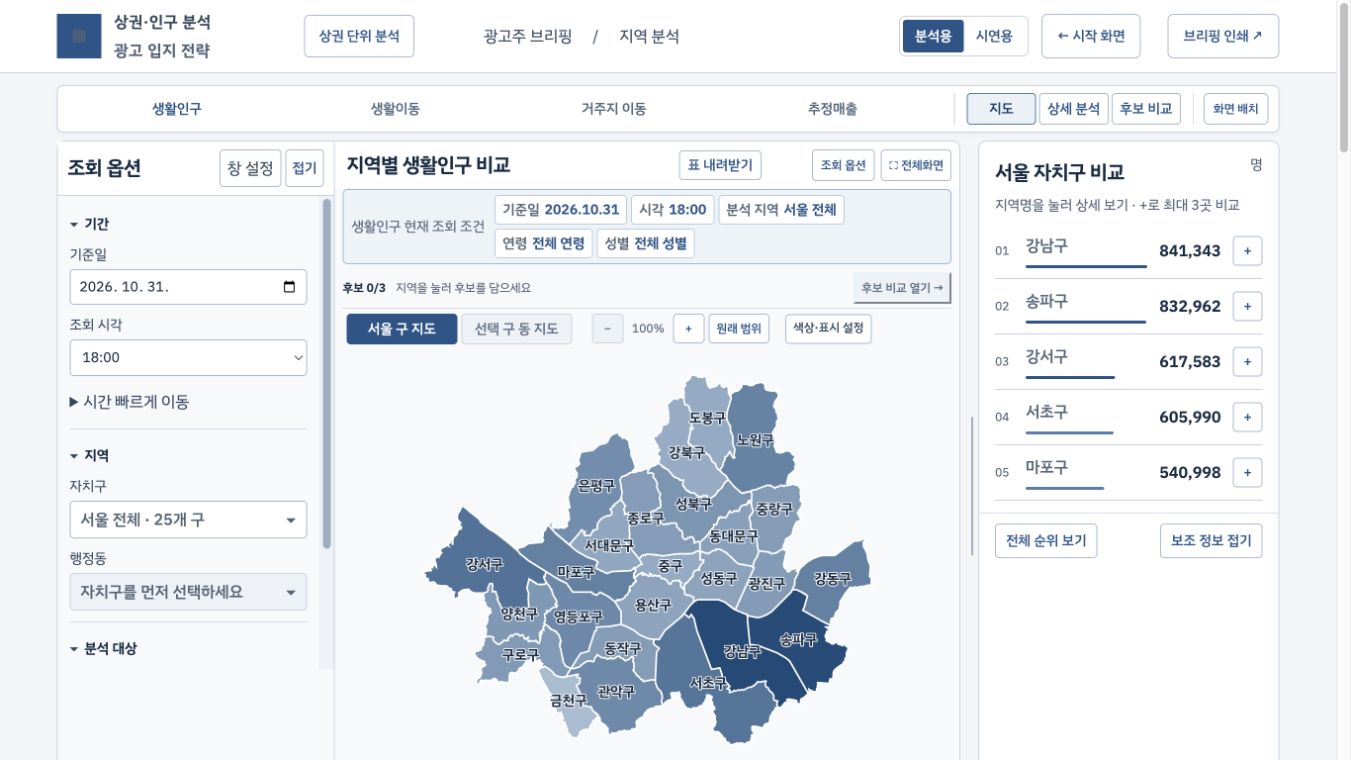 상권·인구 분석
광고 입지 전략
상권 단위 분석
광고주 브리핑 / 지역 분석
분석용 시연용
← 시작 화면
브리핑 인쇄 ↗
생활인구 생활이동 거주지 이동 추정매출
지도 상세 분석 후보 비교 화면 배치
조회 옵션 창 설정 접기
기간
기준일
2026. 10. 31.
조회 시각
18:00
시간 빠르게 이동
지역
자치구
서울 전체 · 25개 구
행정동
자치구를 먼저 선택하세요
분석 대상
지역별 생활인구 비교
표 내려받기 조회 옵션 전체화면
생활인구 현재 조회 조건
기준일 2026.10.31 시각 18:00 분석 지역 서울 전체
연령 전체 연령 성별 전체 성별
후보 0/3 지역을 눌러 후보를 담으세요 후보 비교 열기 →
서울 구 지도 선택 구 동 지도 − 100% + 원래 범위 색상·표시 설정
도봉구
노원구
강북구
은평구
성북구
중랑구
종로구
동대문구
서대문구
강서구
마포구
중구
성동구
광진구
강동구
양천구
영등포구
용산구
구로구
동작구
강남구
송파구
서초구
금천구
관악구
서울 자치구 비교 명
지역명을 눌러 상세 보기 · +로 최대 3곳 비교
01 강남구 841,343 +
02 송파구 832,962 +
03 강서구 617,583 +
04 서초구 605,990 +
05 마포구 540,998 +
전체 순위 보기 보조 정보 접기